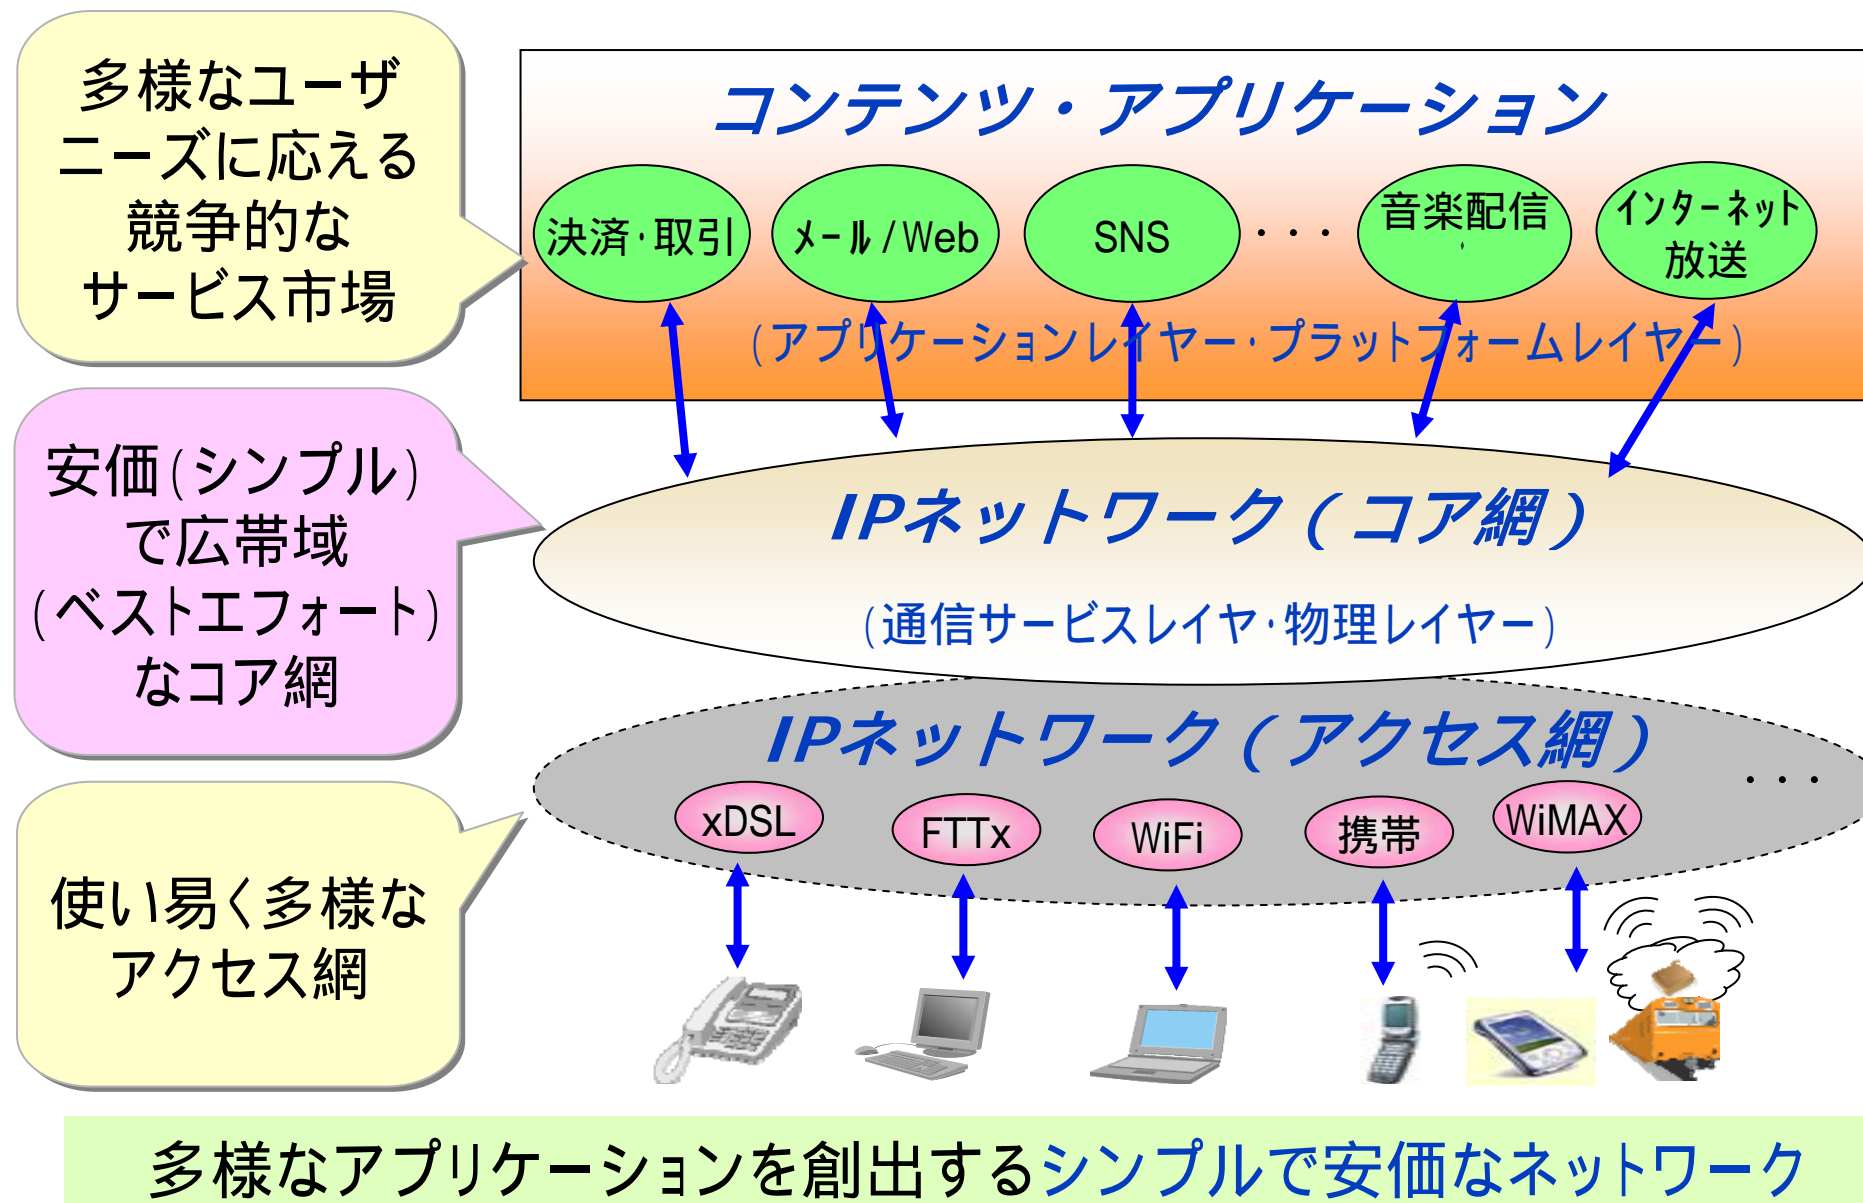 多様なユーザ
ニーズに応える
競争的な
サービス市場
コンテンツ・アプリケーション
決済・取引
メール/Web
SNS
・・・
音楽配信
インターネット
放送
(アプリケーションレイヤー・プラットフォームレイヤー)
安価(シンプル)
で広帯域
(ベストエフォート)
なコア網
IPネットワーク(コア網)
(通信サービスレイヤ・物理レイヤー)
IPネットワーク(アクセス網)
・・・
xDSL
FTTx
WiFi
携帯
WiMAX
使い易く多様な
アクセス網
多様なアプリケーションを創出するシンプルで安価なネットワーク